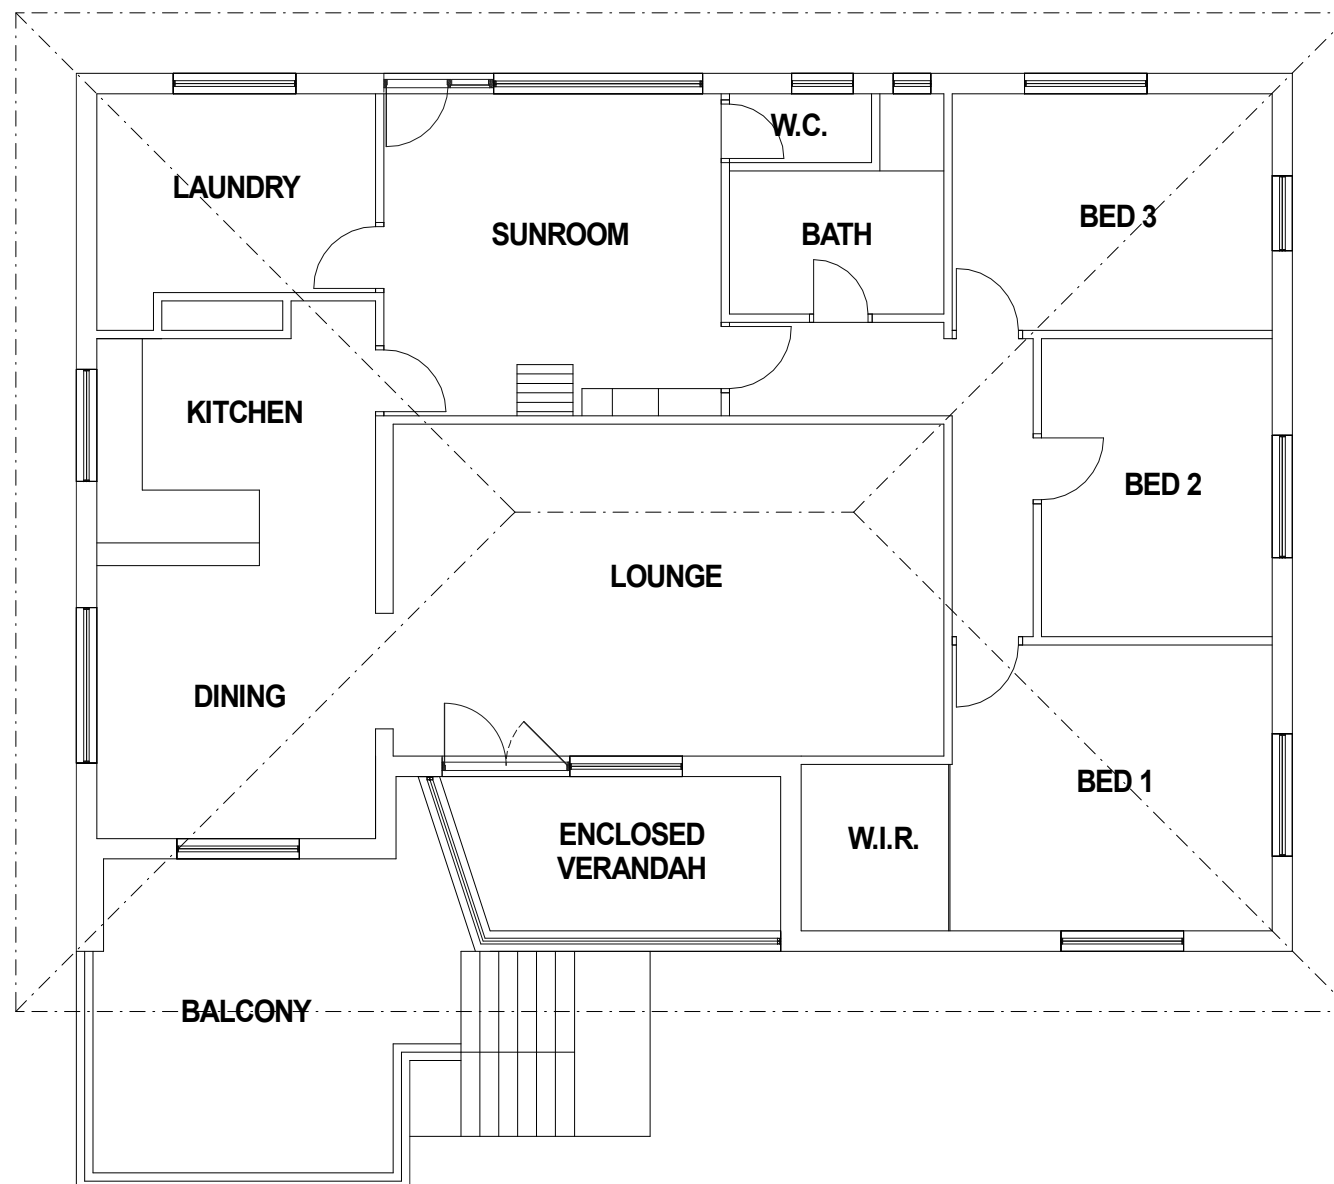 W.C.
LAUNDRY
SUNROOM
BATH
BED 3
KITCHEN
BED 2
LOUNGE
DINING
BED 1
ENCLOSED
VERANDAH
W.I.R.
BALCONY